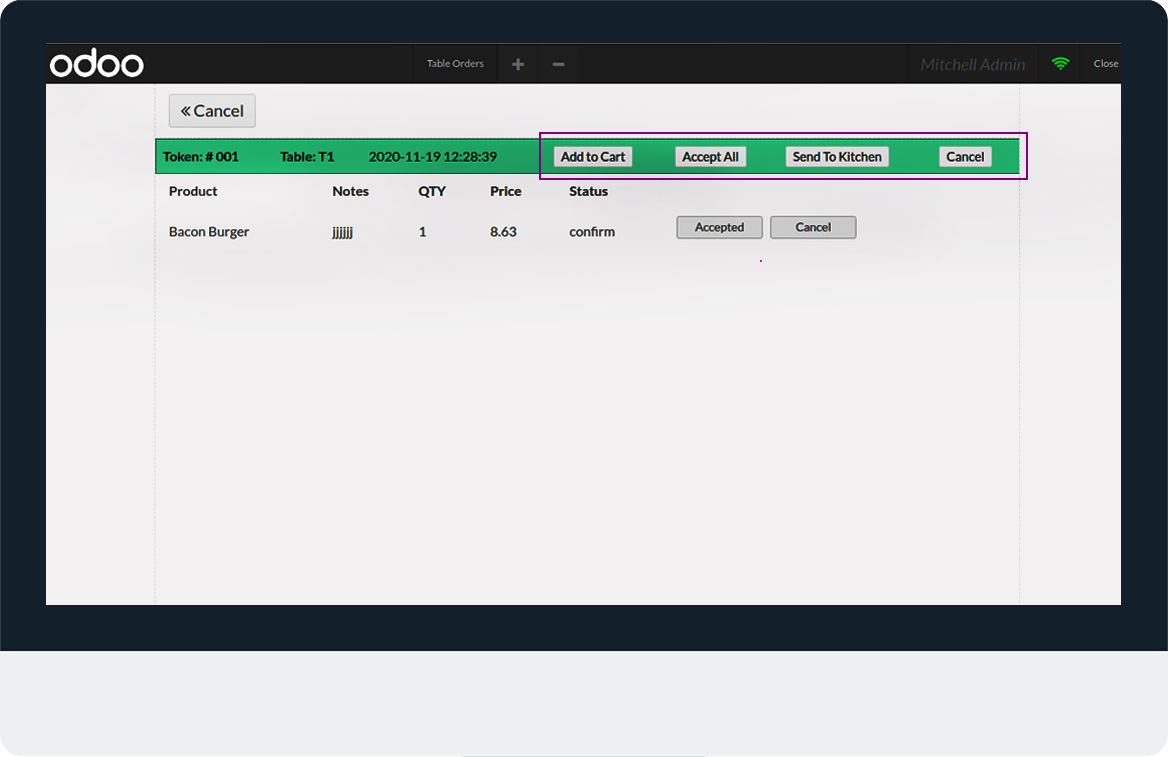 odoo Table Orders + − Mitchell Admin Close
« Cancel
Token: # 001 Table: T1 2020-11-19 12:28:39 Add to Cart Accept All Send To Kitchen Cancel
Product Notes QTY Price Status
Bacon Burger jjjjjj 1 8.63 confirm Accepted Cancel